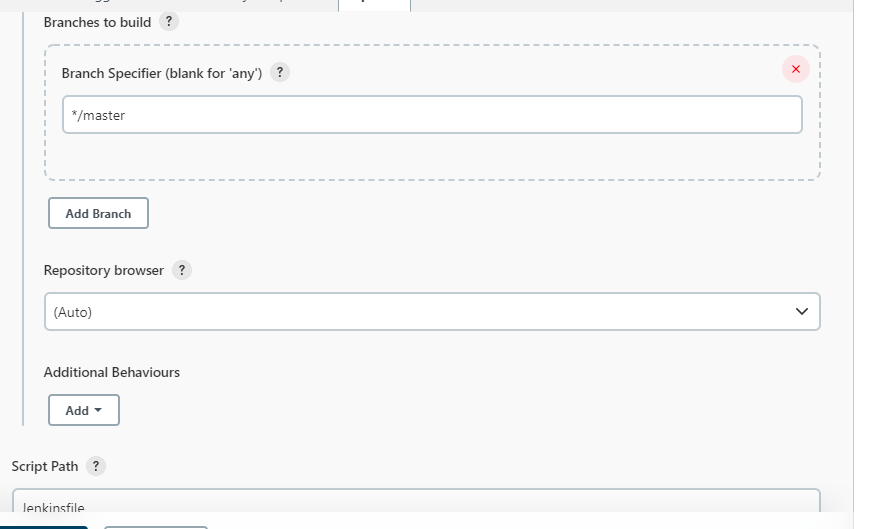 Branches to build ?
Branch Specifier (blank for 'any') ?
*/master
Add Branch
Repository browser ?
(Auto)
Additional Behaviours
Add
Script Path ?
Jenkinsfile